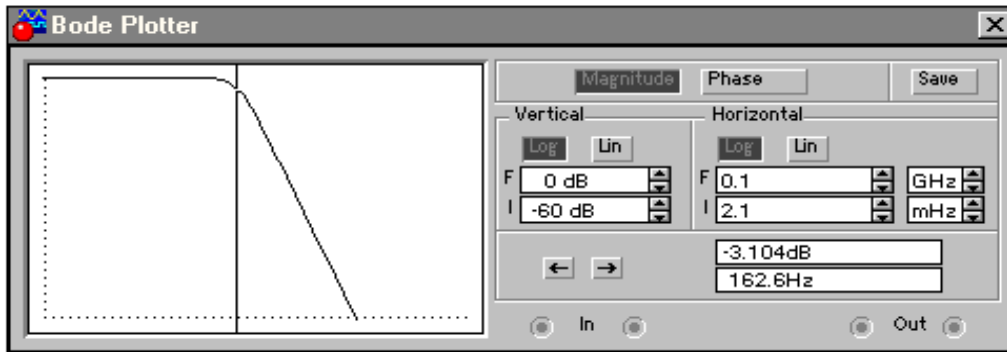 Bode Plotter
Magnitude Phase Save
Vertical Horizontal
Log Lin Log Lin
F 0 dB F 0.1 GHz
I -60 dB I 2.1 mHz
← → -3.104dB
162.6Hz
In Out